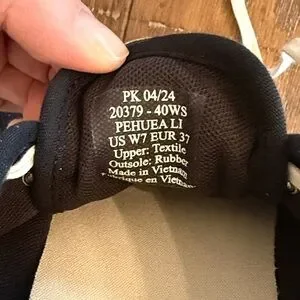 PK 04/24
20379 - 40WS
PEHUEA LI
US W7 EUR 37
Upper: Textile
Outsole: Rubber
Made in Vietnam
Fabrique en Vietnam